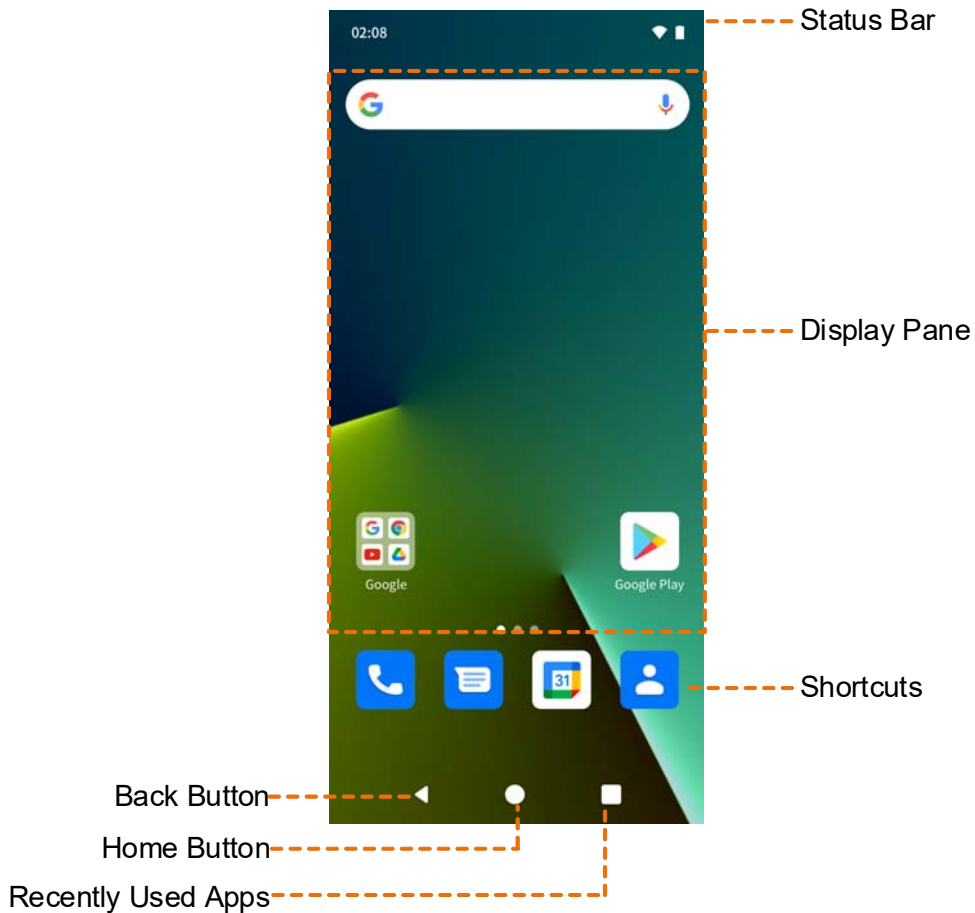 Status Bar
02:08
G
Display Pane
G
Google
Google Play
31
Shortcuts
Back Button
Home Button
Recently Used Apps